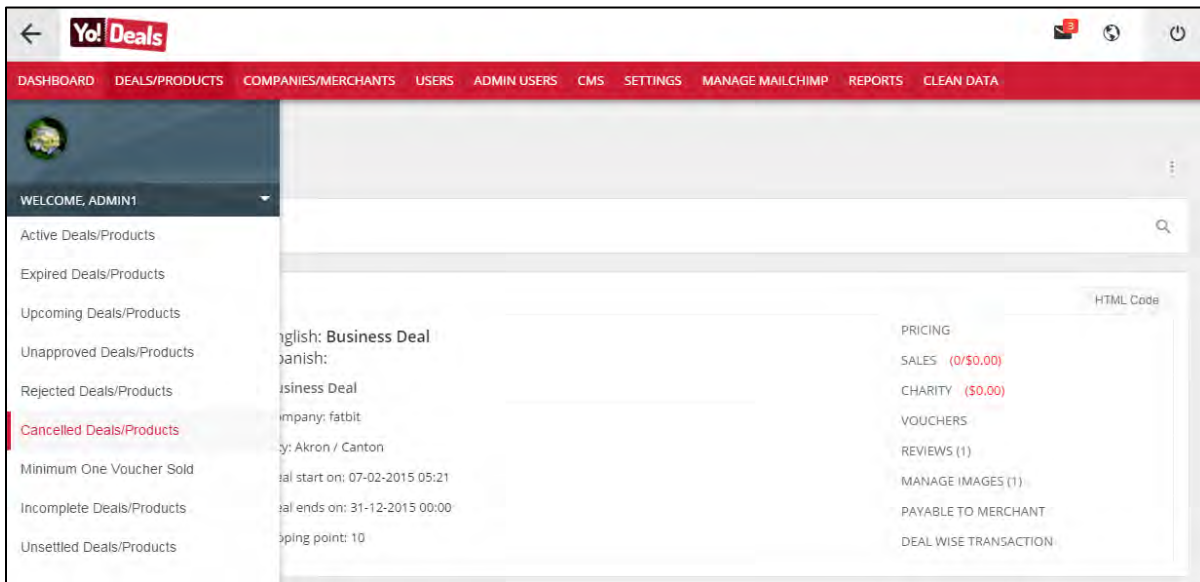 Yo! Deals
3
DASHBOARD DEALS/PRODUCTS COMPANIES/MERCHANTS USERS ADMIN USERS CMS SETTINGS MANAGE MAILCHIMP REPORTS CLEAN DATA
WELCOME, ADMIN1
Active Deals/Products
Expired Deals/Products
Upcoming Deals/Products
Unapproved Deals/Products
Rejected Deals/Products
Cancelled Deals/Products
Minimum One Voucher Sold
Incomplete Deals/Products
Unsettled Deals/Products
HTML Code
nglish: Business Deal
panish:
usiness Deal
ompany: fatbit
ty: Akron / Canton
eal start on: 07-02-2015 05:21
eal ends on: 31-12-2015 00:00
pping point: 10
PRICING
SALES (0/$0.00)
CHARITY ($0.00)
VOUCHERS
REVIEWS (1)
MANAGE IMAGES (1)
PAYABLE TO MERCHANT
DEAL WISE TRANSACTION